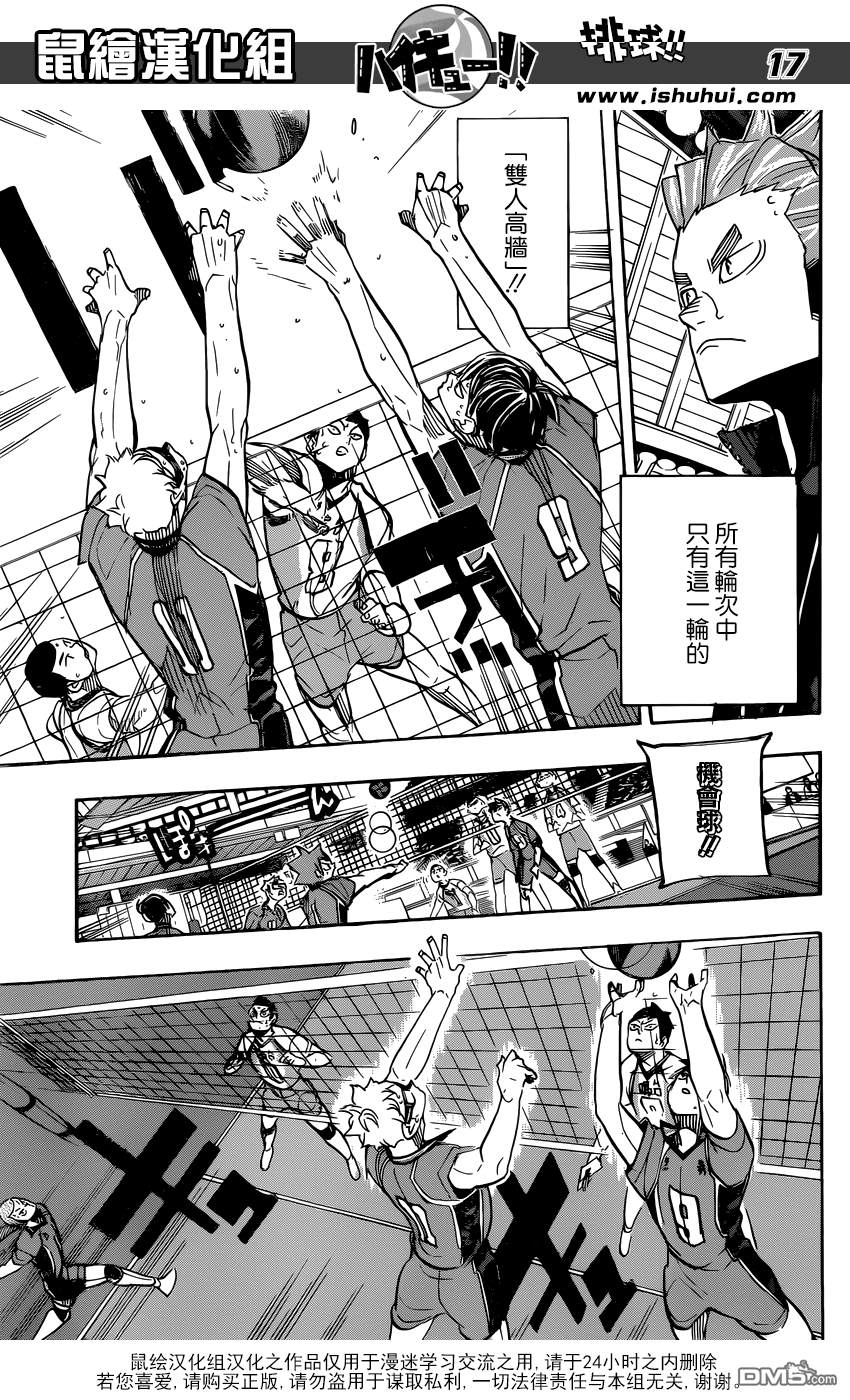 鼠繪漢化組
ハイキュー!!
排球!!
17
www.ishuhui.com
所有輪次中
只有這一輪的
「雙人高牆」!!
11
9
機會球!!
9
鼠绘汉化组汉化之作品仅用于漫迷学习交流之用, 请于24小时之内删除
若您喜爱, 请购买正版, 请勿盗用于谋取私利, 一切法律责任与本组无关, 谢谢.
DM5.com